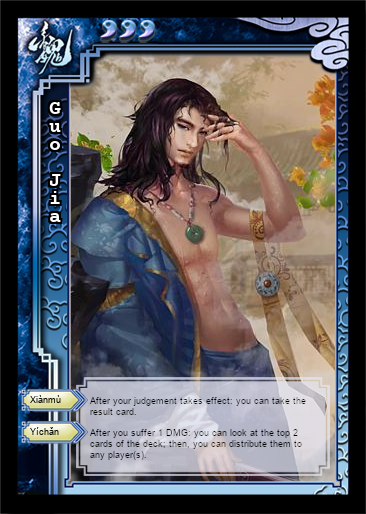 魏
Guo Jia
Xiànmù
After your judgement takes effect: you can take the
result card.
Yíchǎn
After you suffer 1 DMG: you can look at the top 2
cards of the deck; then, you can distribute them to
any player(s).